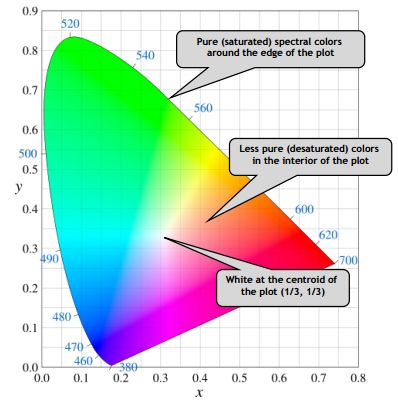 0.9
520
0.8
Pure (saturated) spectral colors
around the edge of the plot
540
0.7
560
0.6
Less pure (desaturated) colors
in the interior of the plot
500
0.5
y
0.4
600
620
0.3
490
700
White at the centroid of
the plot (1/3, 1/3)
0.2
480
0.1
470
460
380
0.0
0.0 0.1 0.2 0.3 0.4 0.5 0.6 0.7 0.8
x